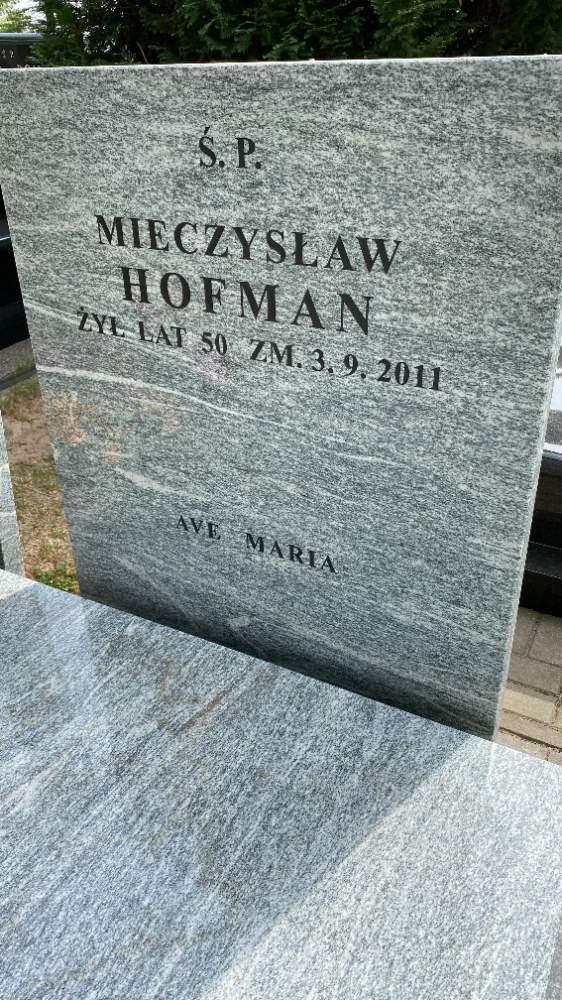 Ś. P.
MIECZYSŁAW
HOFMAN
ŻYŁ LAT 50 ZM. 3. 9. 2011
AVE MARIA